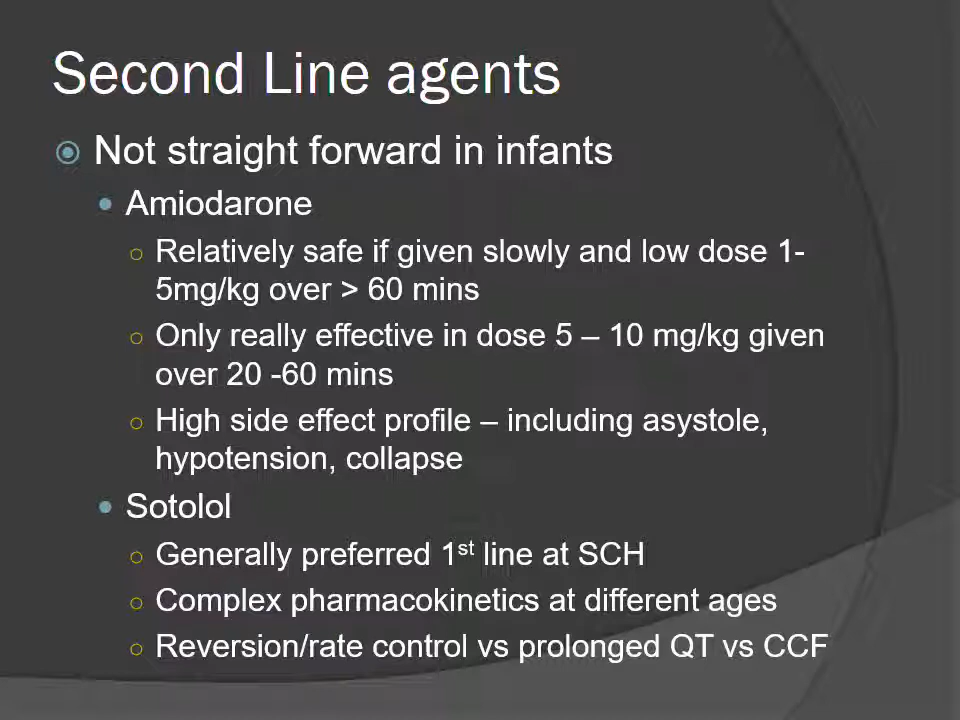 Second Line agents
Not straight forward in infants
Amiodarone
Relatively safe if given slowly and low dose 1-
5mg/kg over > 60 mins
Only really effective in dose 5 – 10 mg/kg given
over 20 -60 mins
High side effect profile – including asystole,
hypotension, collapse
Sotolol
Generally preferred 1st line at SCH
Complex pharmacokinetics at different ages
Reversion/rate control vs prolonged QT vs CCF